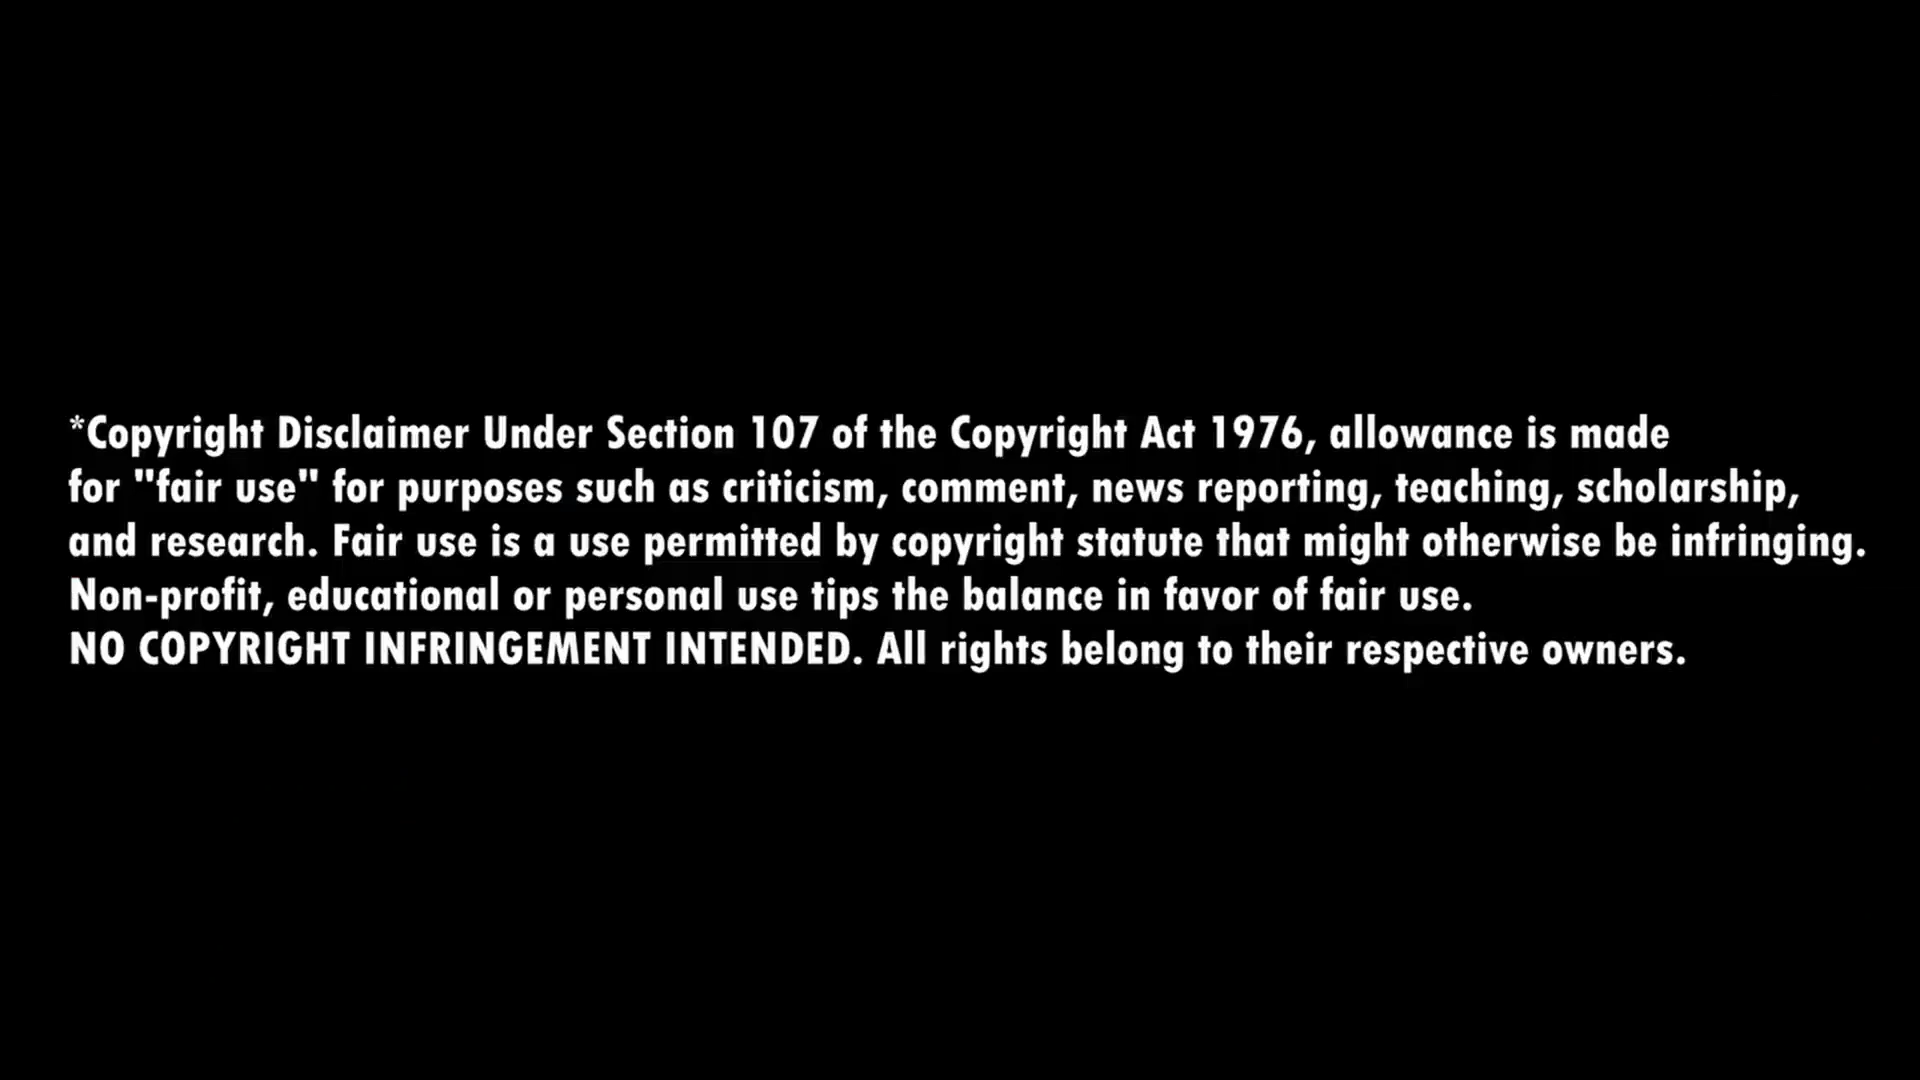 *Copyright Disclaimer Under Section 107 of the Copyright Act 1976, allowance is made
for "fair use" for purposes such as criticism, comment, news reporting, teaching, scholarship,
and research. Fair use is a use permitted by copyright statute that might otherwise be infringing.
Non-profit, educational or personal use tips the balance in favor of fair use.
NO COPYRIGHT INFRINGEMENT INTENDED. All rights belong to their respective owners.